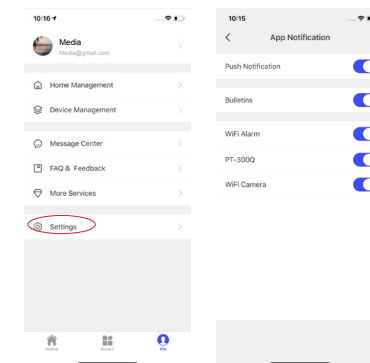 10:16
Media
Media@gmail.com
Home Management
Device Management
Message Center
FAQ & Feedback
More Services
Settings
Home
Smart
Me
10:15
App Notification
Push Notification
Bulletins
WiFi Alarm
PT-300Q
WiFi Camera